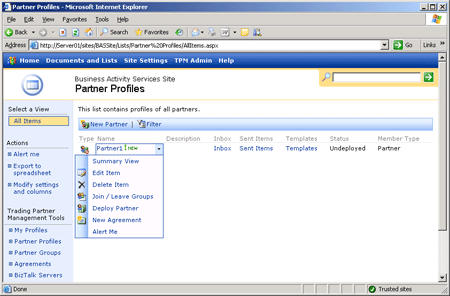 Partner Profiles - Microsoft Internet Explorer
File Edit View Favorites Tools Help
Back Search Favorites
Address http://Server01/sites/BASSite/Lists/Partner%20Profiles/AllItems.aspx Go Links »
Home Documents and Lists Site Settings TPM Admin Help
Business Activity Services Site
Partner Profiles
Select a View
All Items
Actions
Alert me
Export to
spreadsheet
Modify settings
and columns
Trading Partner
Management Tools
My Profiles
Partner Profiles
Partner Groups
Agreements
BizTalk Servers
This list contains profiles of all partners.
New Partner | Filter
Type Name Description Inbox Sent Items Templates Status Member Type
Partner1 ! NEW Inbox Sent Items Templates Undeployed Partner
Summary View
Edit Item
Delete Item
Join / Leave Groups
Deploy Partner
New Agreement
Alert Me
Done Trusted sites